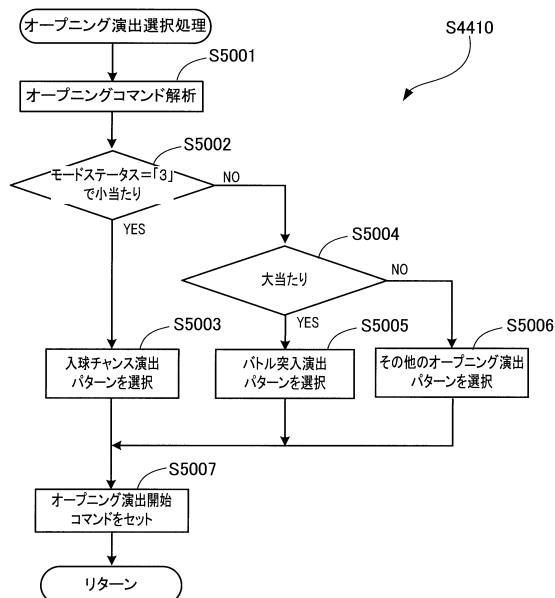 オープニング演出選択処理
S4410
S5001
オープニングコマンド解析
S5002
モードステータス=「3」
で小当たり
NO
YES
S5004
大当たり
NO
YES
S5003
入球チャンス演出
パターンを選択
S5005
バトル突入演出
パターンを選択
S5006
その他のオープニング演出
パターンを選択
S5007
オープニング演出開始
コマンドをセット
リターン